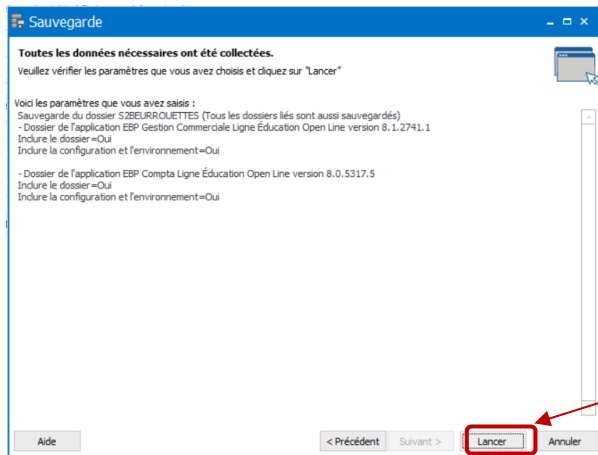 Sauvegarde
Toutes les données nécessaires ont été collectées.
Veuillez vérifier les paramètres que vous avez choisis et cliquez sur "Lancer"
Voici les paramètres que vous avez saisis :
Sauvegarde du dossier S2BEURROUETTES (Tous les dossiers liés sont aussi sauvegardés)
- Dossier de l'application EBP Gestion Commerciale Ligne Éducation Open Line version 8.1.2741.1
Inclure le dossier=Oui
Inclure la configuration et l'environnement=Oui
- Dossier de l'application EBP Compta Ligne Éducation Open Line version 8.0.5317.5
Inclure le dossier=Oui
Inclure la configuration et l'environnement=Oui
Aide < Précédent Suivant > Lancer Annuler